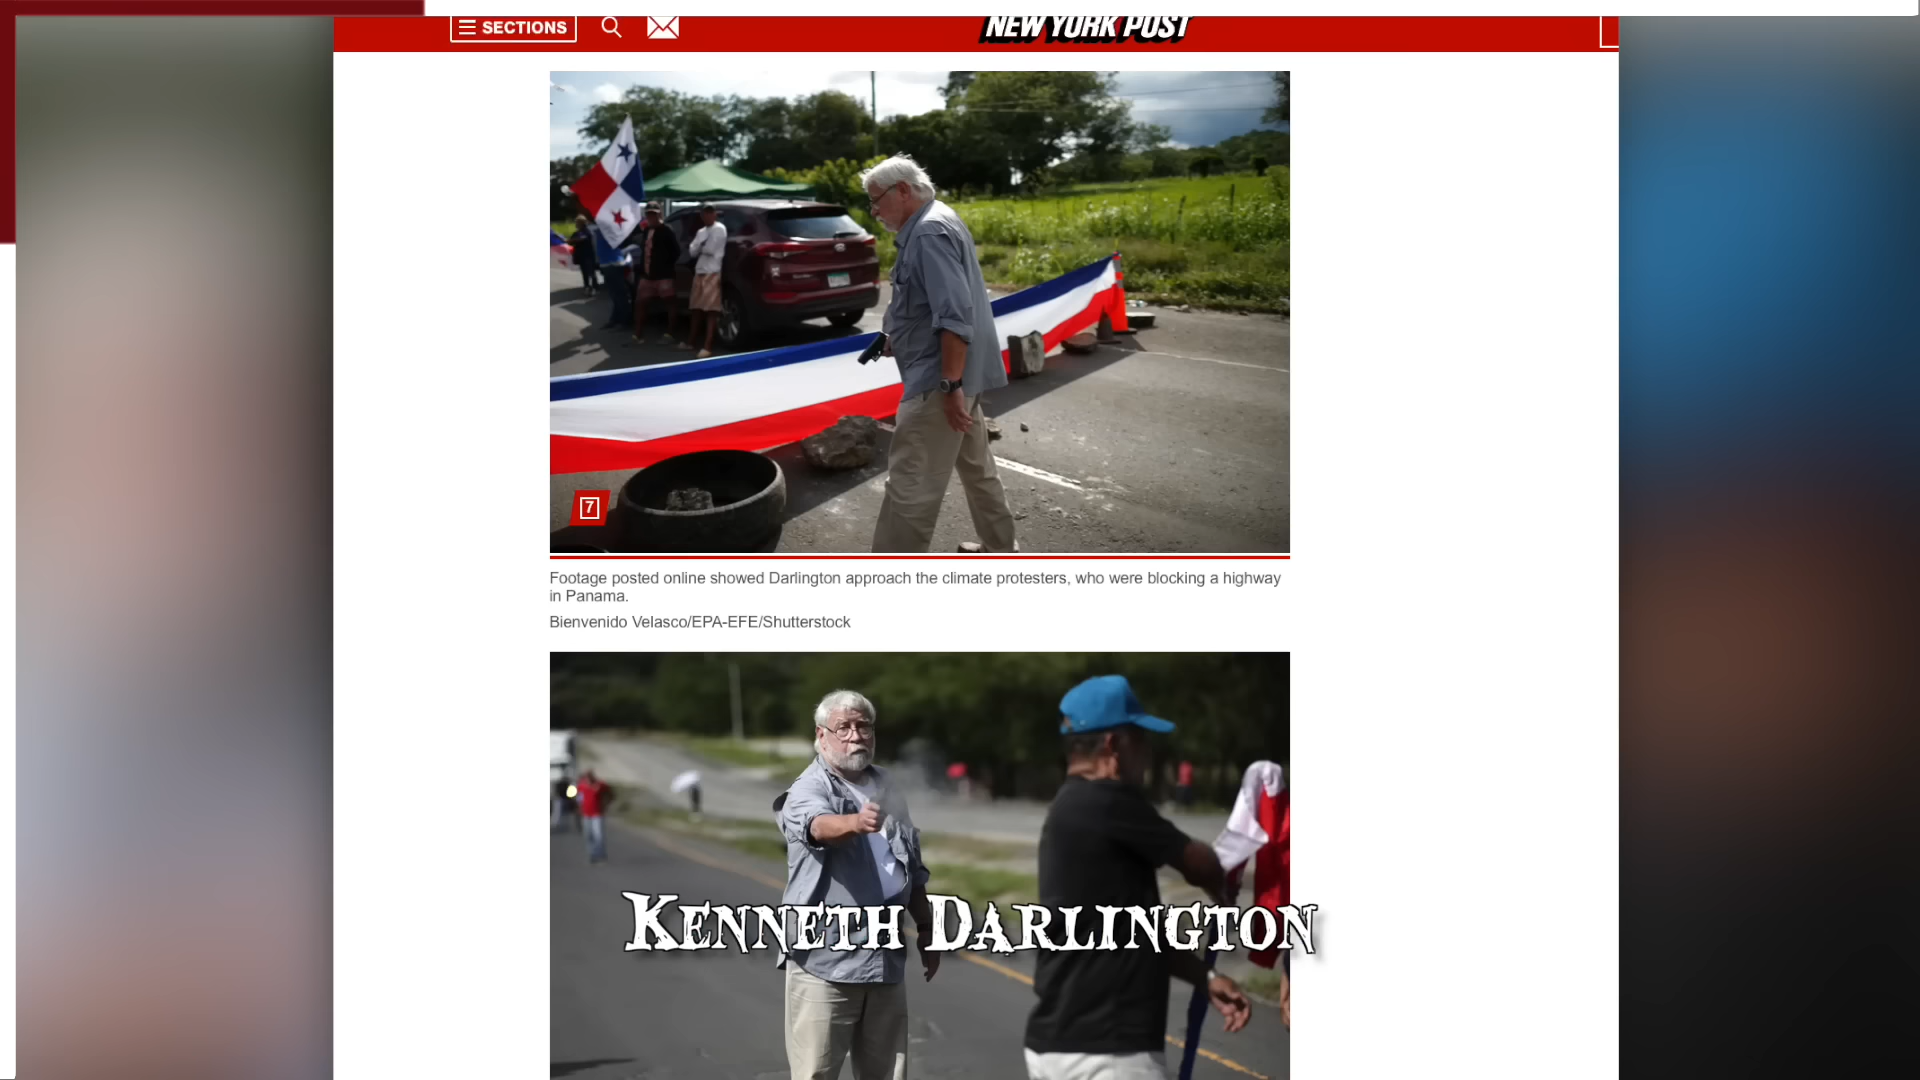 SECTIONS
NEW YORK POST
7
Footage posted online showed Darlington approach the climate protesters, who were blocking a highway
in Panama.
Bienvenido Velasco/EPA-EFE/Shutterstock
KENNETH DARLINGTON